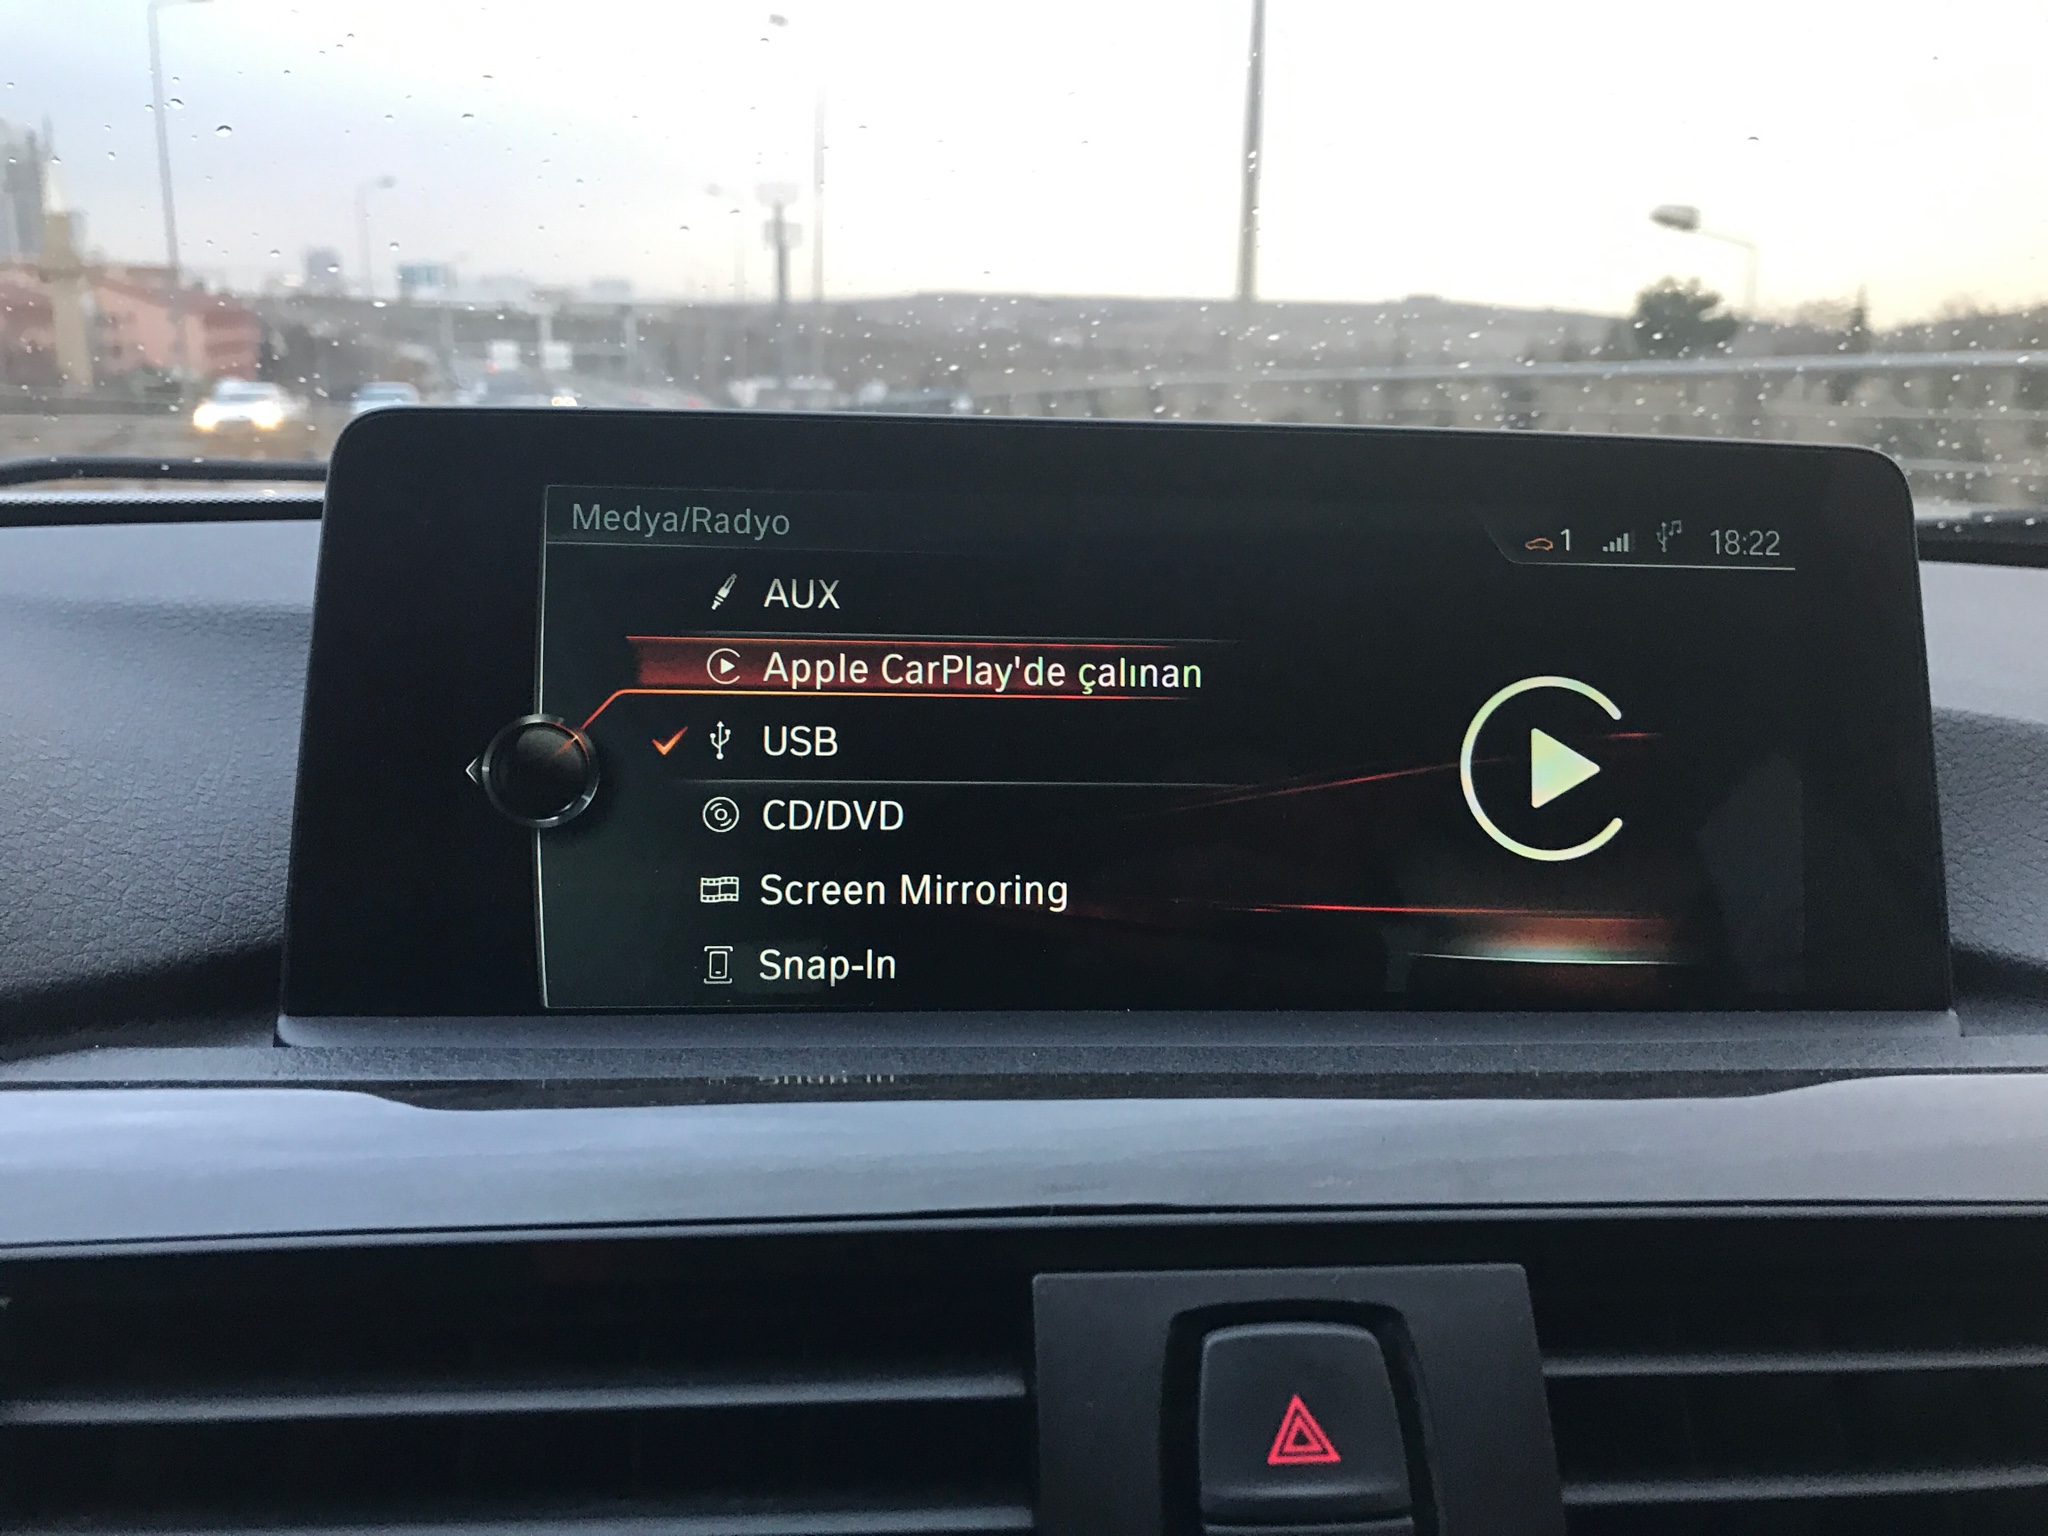 Medya/Radyo
1 18:22
AUX
Apple CarPlay'de çalınan
USB
CD/DVD
Screen Mirroring
Snap-In